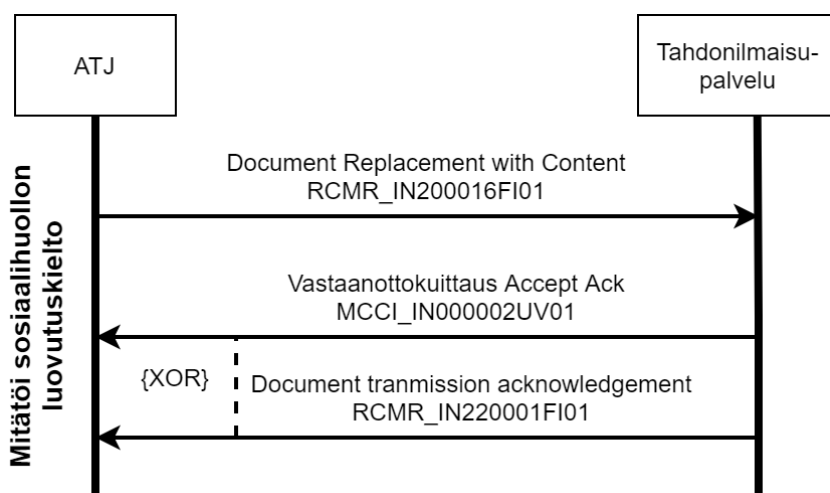 ATJ
Tahdonilmaisu-
palvelu
Document Replacement with Content
RCMR_IN200016FI01
Vastaanottokuittaus Accept Ack
MCCI_IN000002UV01
{XOR}
Document tranmission acknowledgement
RCMR_IN220001FI01
Mitätöi sosiaalihuollon
luovutuskielto